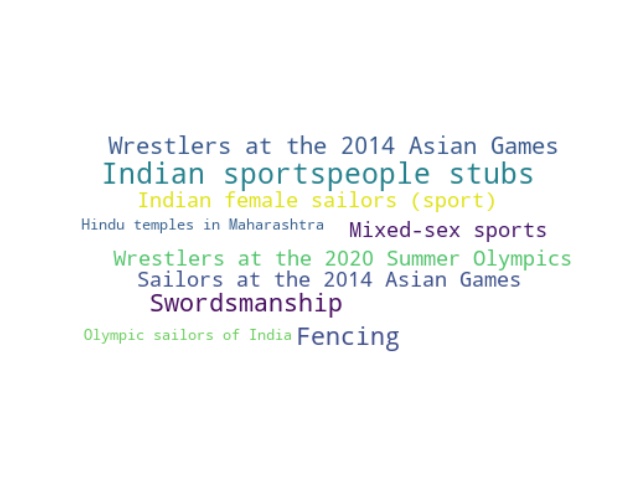 Wrestlers at the 2014 Asian Games
Indian sportspeople stubs
Indian female sailors (sport)
Hindu temples in Maharashtra
Mixed-sex sports
Wrestlers at the 2020 Summer Olympics
Sailors at the 2014 Asian Games
Swordsmanship
Olympic sailors of India
Fencing